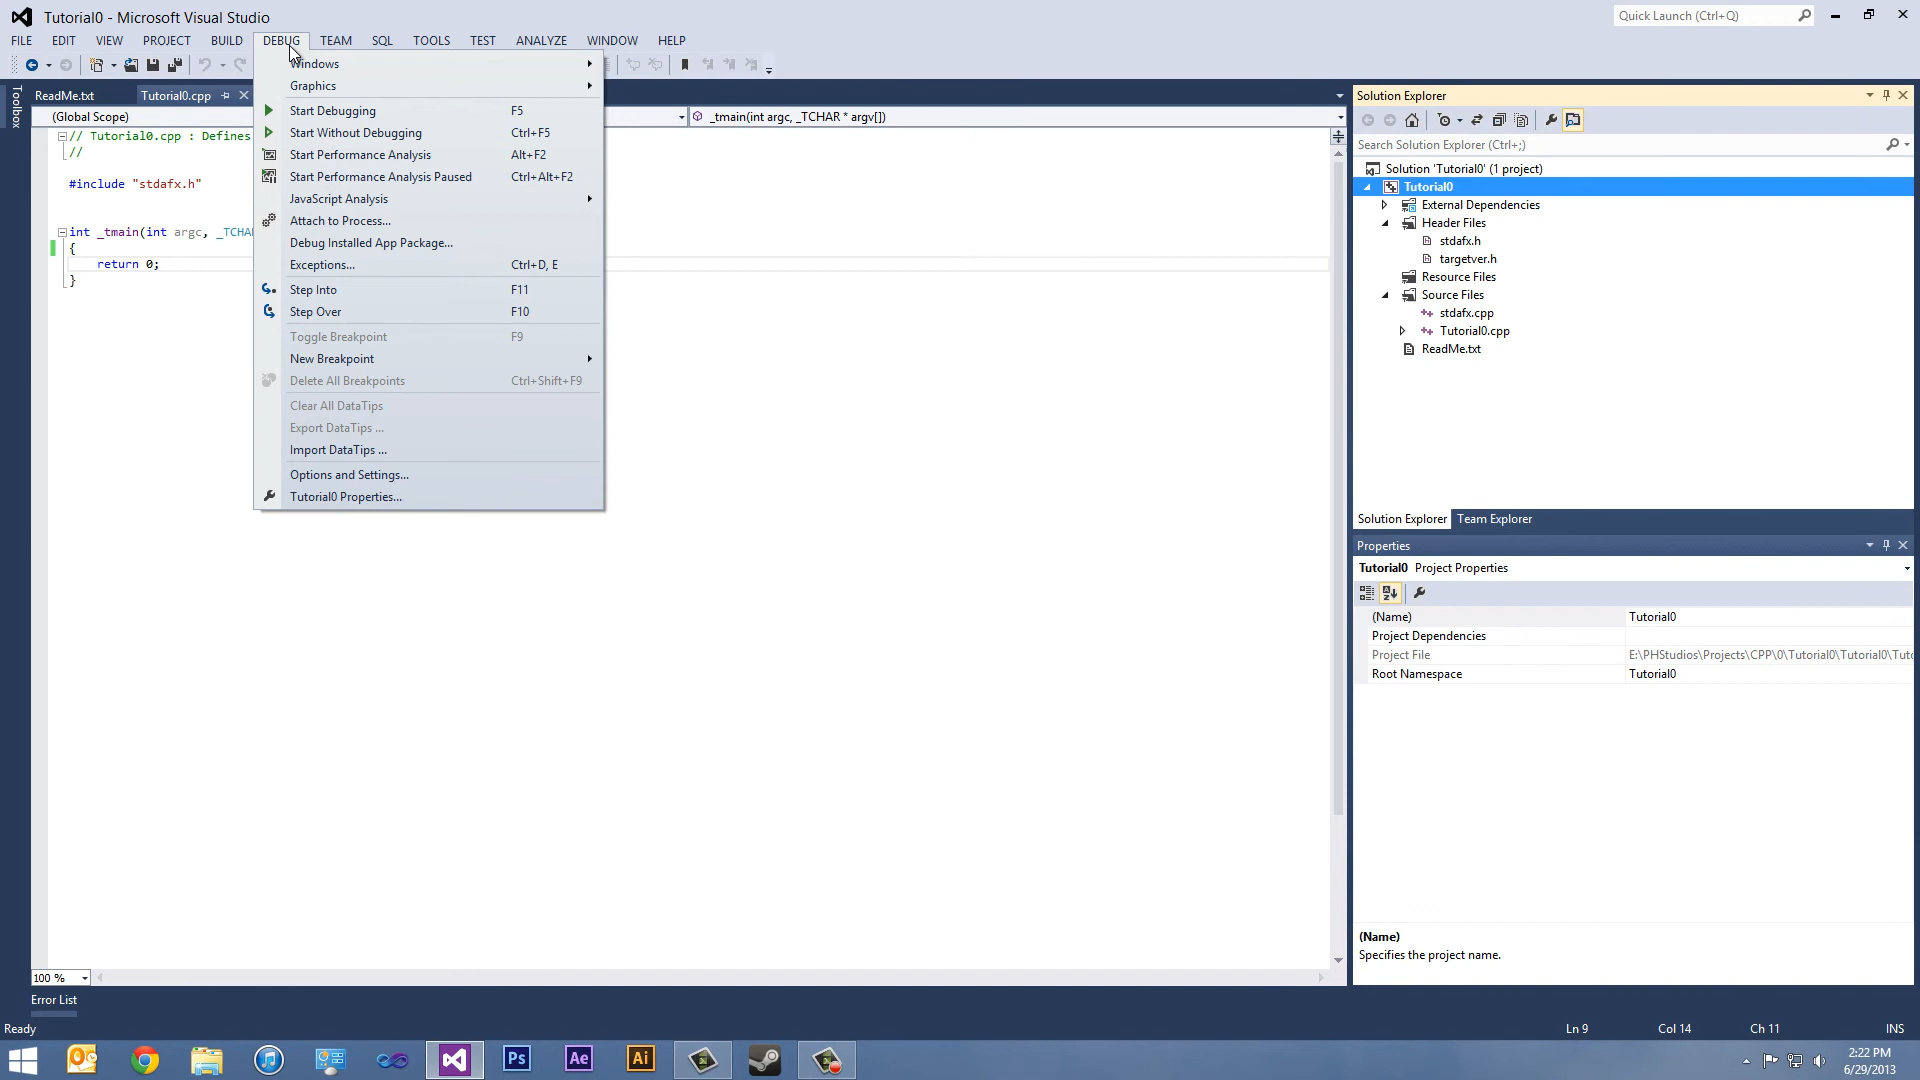 Tutorial0 - Microsoft Visual Studio
Quick Launch (Ctrl+Q)
FILE EDIT VIEW PROJECT BUILD DEBUG TEAM SQL TOOLS TEST ANALYZE WINDOW HELP
Toolbox
ReadMe.txt
Tutorial0.cpp
(Global Scope)
_tmain(int argc, _TCHAR * argv[])
// Tutorial0.cpp : Defines
//
#include "stdafx.h"
int _tmain(int argc, _TCHAR
{
return 0;
}
Windows
Graphics
Start Debugging F5
Start Without Debugging Ctrl+F5
Start Performance Analysis Alt+F2
Start Performance Analysis Paused Ctrl+Alt+F2
JavaScript Analysis
Attach to Process...
Debug Installed App Package...
Exceptions... Ctrl+D, E
Step Into F11
Step Over F10
Toggle Breakpoint F9
New Breakpoint
Delete All Breakpoints Ctrl+Shift+F9
Clear All DataTips
Export DataTips ...
Import DataTips ...
Options and Settings...
Tutorial0 Properties...
Solution Explorer
Search Solution Explorer (Ctrl+;)
Solution 'Tutorial0' (1 project)
Tutorial0
External Dependencies
Header Files
stdafx.h
targetver.h
Resource Files
Source Files
stdafx.cpp
Tutorial0.cpp
ReadMe.txt
Solution Explorer Team Explorer
Properties
Tutorial0 Project Properties
(Name) Tutorial0
Project Dependencies
Project File E:\PHStudios\Projects\CPP\0\Tutorial0\Tutorial0\Tuto
Root Namespace Tutorial0
(Name)
Specifies the project name.
100 %
Error List
Ready
Ln 9 Col 14 Ch 11 INS
Ps Ae Ai
2:22 PM
6/29/2013